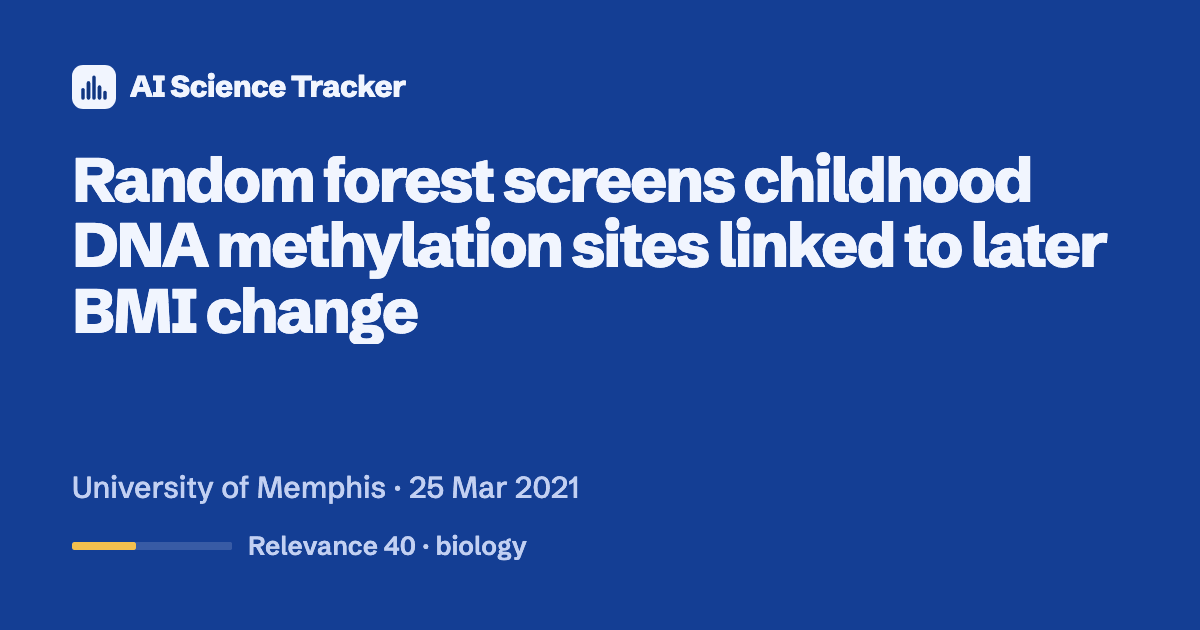 AI Science Tracker
Random forest screens childhood
DNA methylation sites linked to later
BMI change
University of Memphis · 25 Mar 2021
Relevance 40 · biology